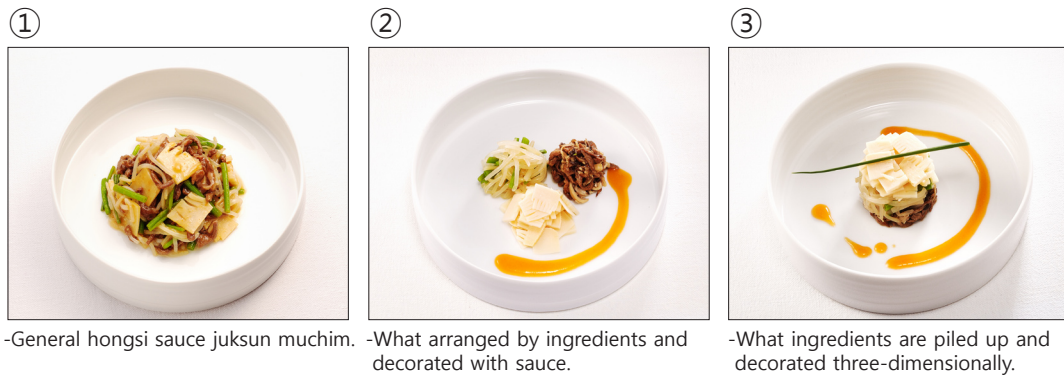 ①
②
③
-General hongsi sauce juksun muchim.
-What arranged by ingredients and
decorated with sauce.
-What ingredients are piled up and
decorated three-dimensionally.